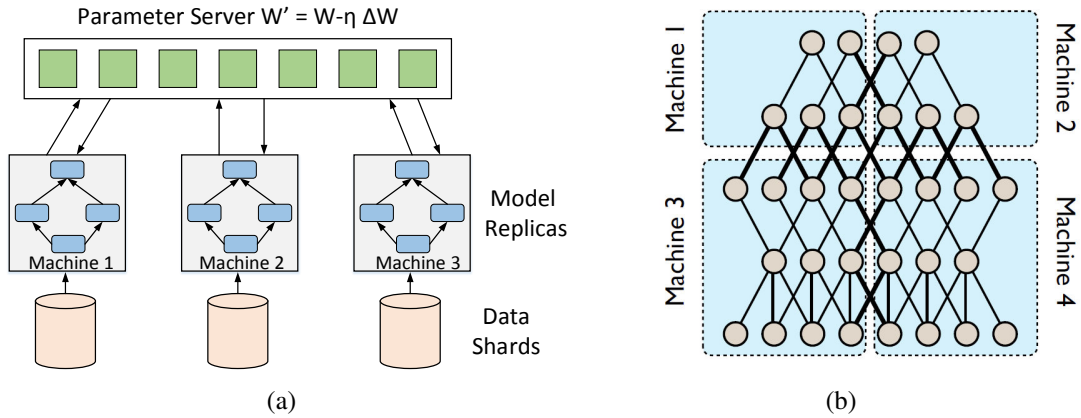 Parameter Server W' = W-η ΔW
Machine 1
Machine 2
Machine 3
Model
Replicas
Data
Shards
(a)
Machine 1
Machine 2
Machine 3
Machine 4
(b)